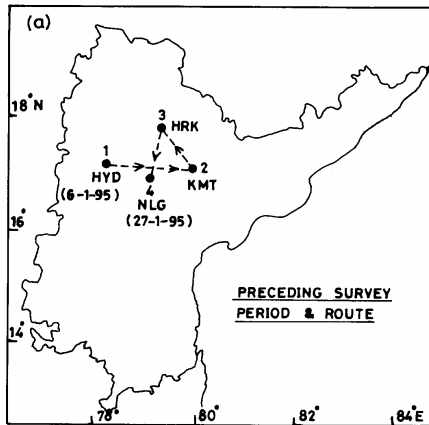 (a)
18°N
3
HRK
1
2
HYD
KMT
(6-1-95)
4
NLG
(27-1-95)
16°
PRECEDING SURVEY
PERIOD & ROUTE
14°
78°
80
82°
84°E